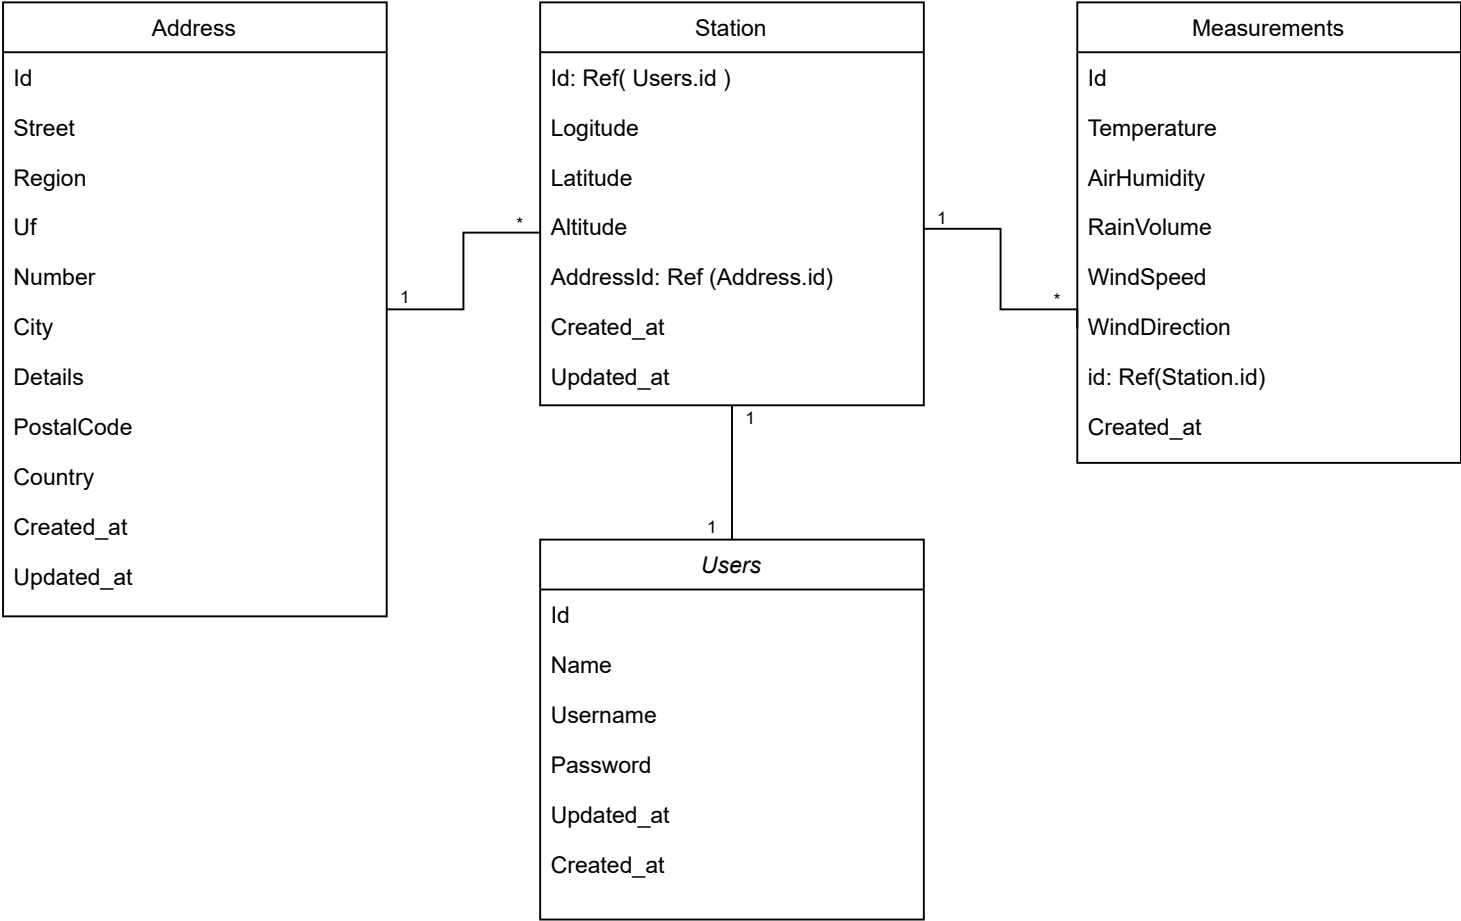 Address
Id
Street
Region
Uf
Number
City
Details
PostalCode
Country
Created_at
Updated_at
1
*
Station
Id: Ref( Users.id )
Logitude
Latitude
Altitude
AddressId: Ref (Address.id)
Created_at
Updated_at
1
*
Measurements
Id
Temperature
AirHumidity
RainVolume
WindSpeed
WindDirection
id: Ref(Station.id)
Created_at
1
1
Users
Id
Name
Username
Password
Updated_at
Created_at